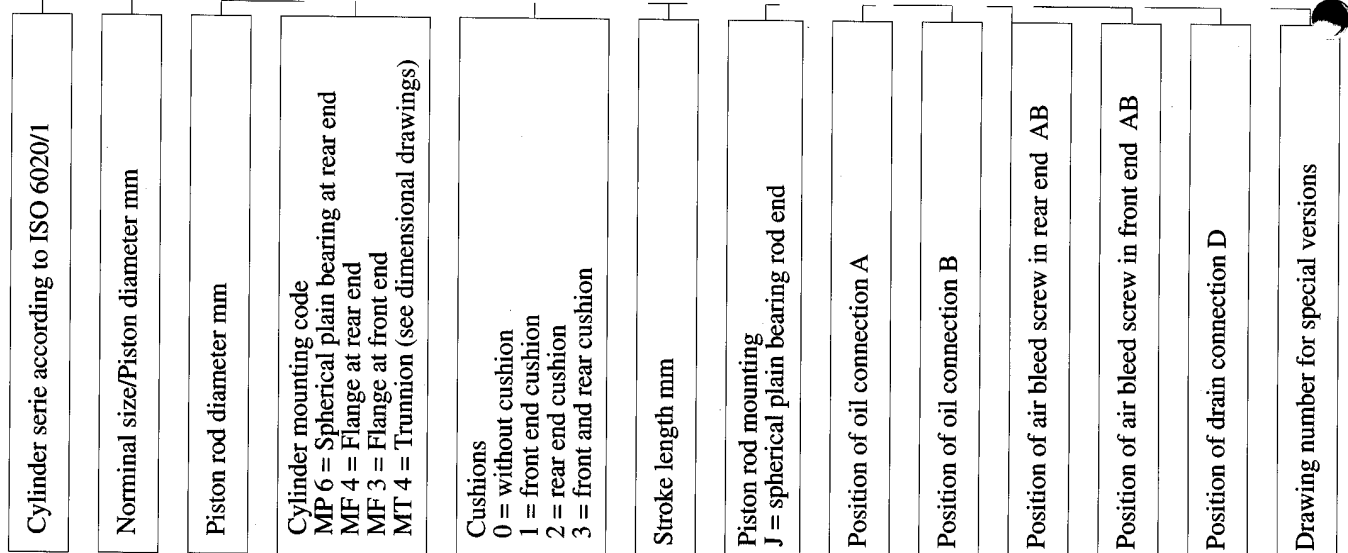 Cylinder serie according to ISO 6020/1
Norminal size/Piston diameter mm
Piston rod diameter mm
Cylinder mounting code
MP 6 = Spherical plain bearing at rear end
MF 4 = Flange at rear end
MF 3 = Flange at front end
MT 4 = Trunnion (see dimensional drawings)
Cushions
0 = without cushion
1 = front end cushion
2 = rear end cushion
3 = front and rear cushion
Stroke length mm
Piston rod mounting
J = spherical plain bearing rod end
Position of oil connection A
Position of oil connection B
Position of air bleed screw in rear end AB
Position of air bleed screw in front end AB
Position of drain connection D
Drawing number for special versions